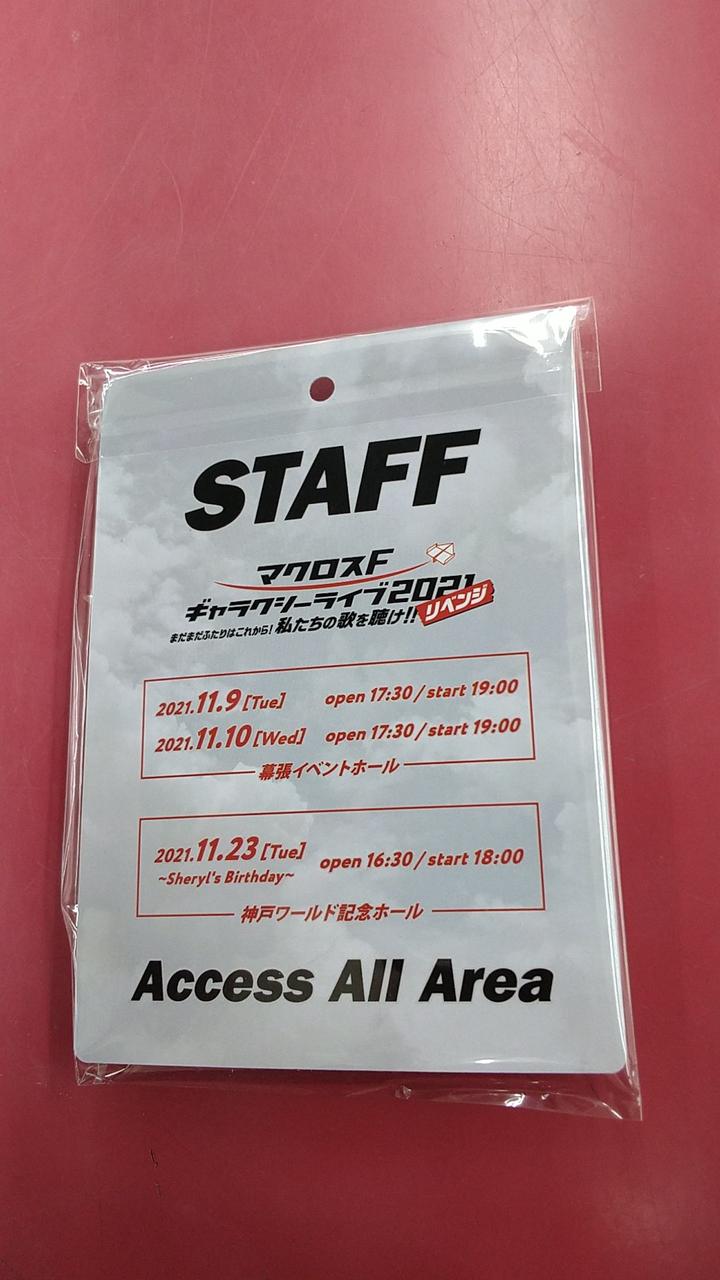 STAFF
マクロスF
ギャラクシーライブ2021
リベンジ
まだまだふたりはこれから! 私たちの歌を聴け!!
2021.11.9 [Tue] open 17:30 / start 19:00
2021.11.10 [Wed] open 17:30 / start 19:00
幕張イベントホール
2021.11.23 [Tue] open 16:30 / start 18:00
~Sheryl's Birthday~
神戸ワールド記念ホール
Access All Area